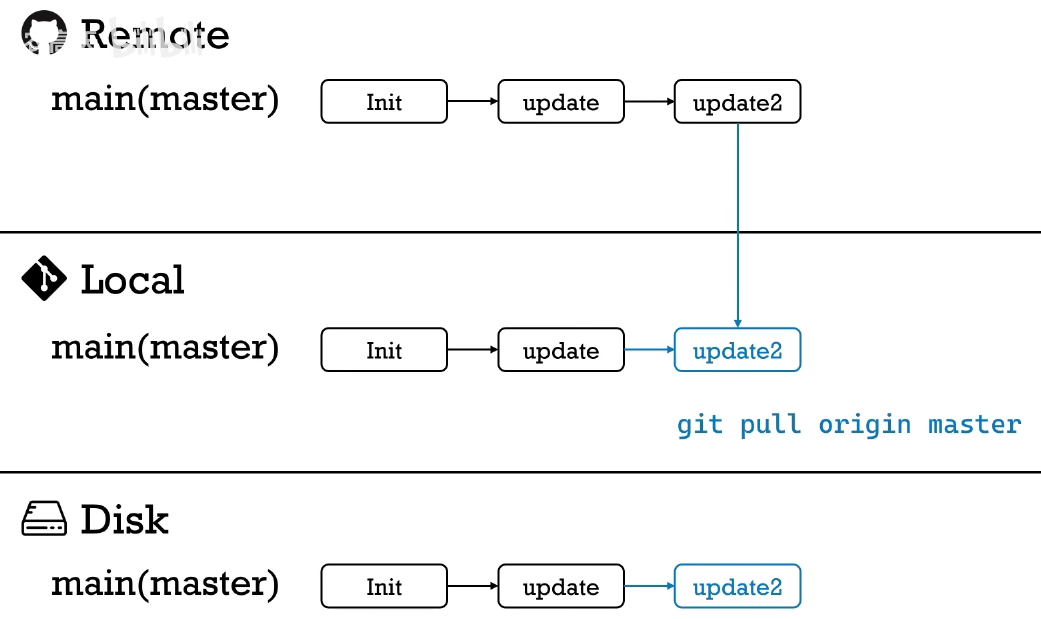 Remote
main(master) Init update update2
Local
main(master) Init update update2
git pull origin master
Disk
main(master) Init update update2